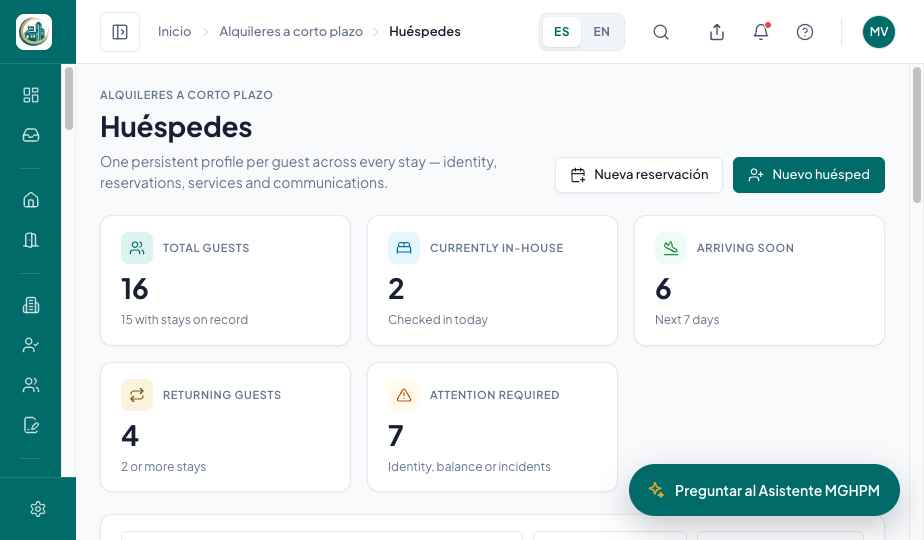 Inicio
Alquileres a corto plazo
Huéspedes
ES
EN
MV
ALQUILERES A CORTO PLAZO
Huéspedes
One persistent profile per guest across every stay — identity,
reservations, services and communications.
Nueva reservación
Nuevo huésped
TOTAL GUESTS
16
15 with stays on record
CURRENTLY IN-HOUSE
2
Checked in today
ARRIVING SOON
6
Next 7 days
RETURNING GUESTS
4
2 or more stays
ATTENTION REQUIRED
7
Identity, balance or incidents
Preguntar al Asistente MGHPM